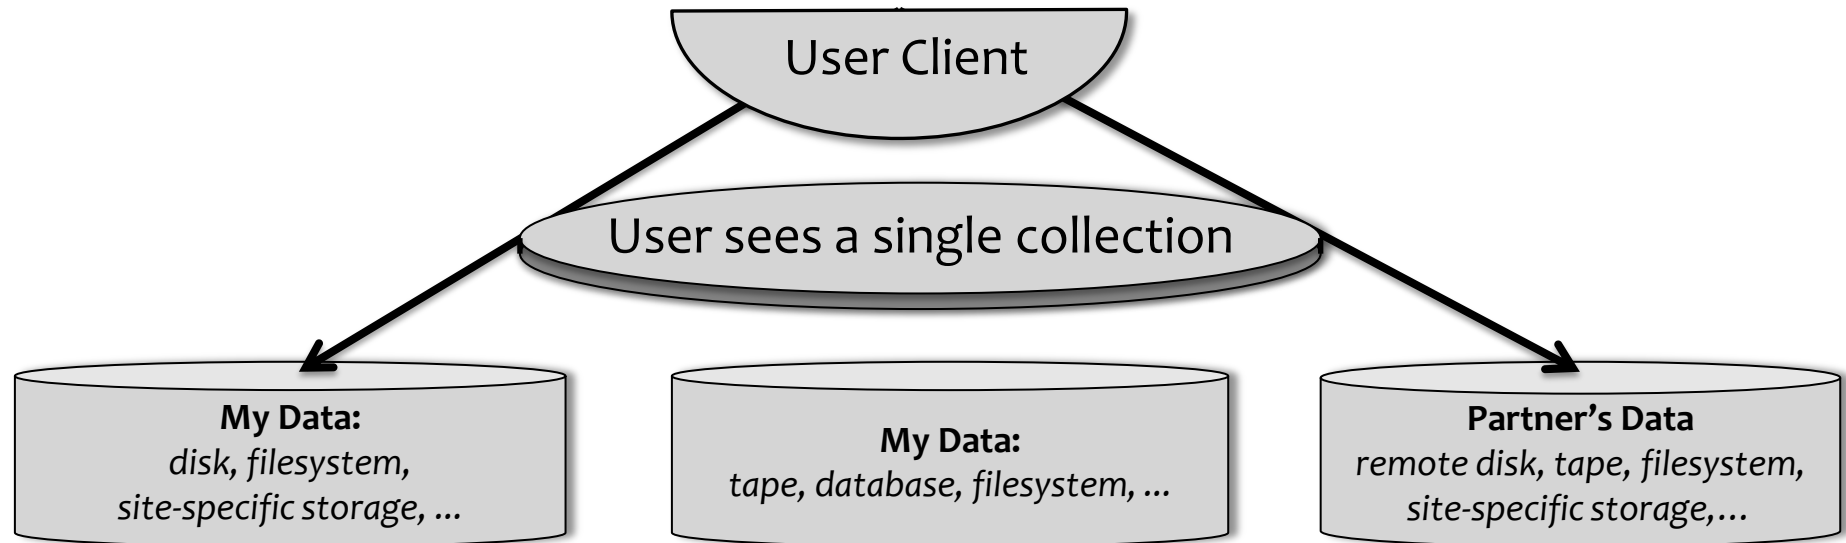 User Client
User sees a single collection
My Data:
disk, filesystem,
site-specific storage, ...
My Data:
tape, database, filesystem, ...
Partner’s Data
remote disk, tape, filesystem,
site-specific storage,…